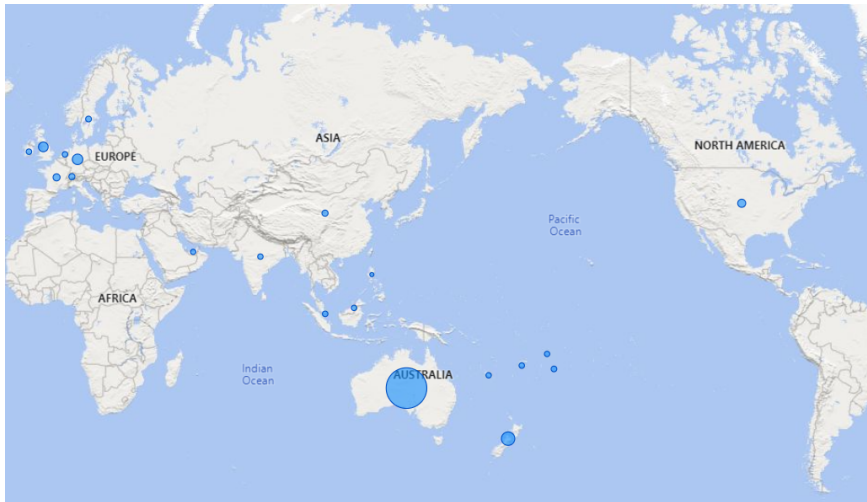 ASIA
EUROPE
NORTH AMERICA
Pacific
Ocean
AFRICA
Indian
Ocean
AUSTRALIA